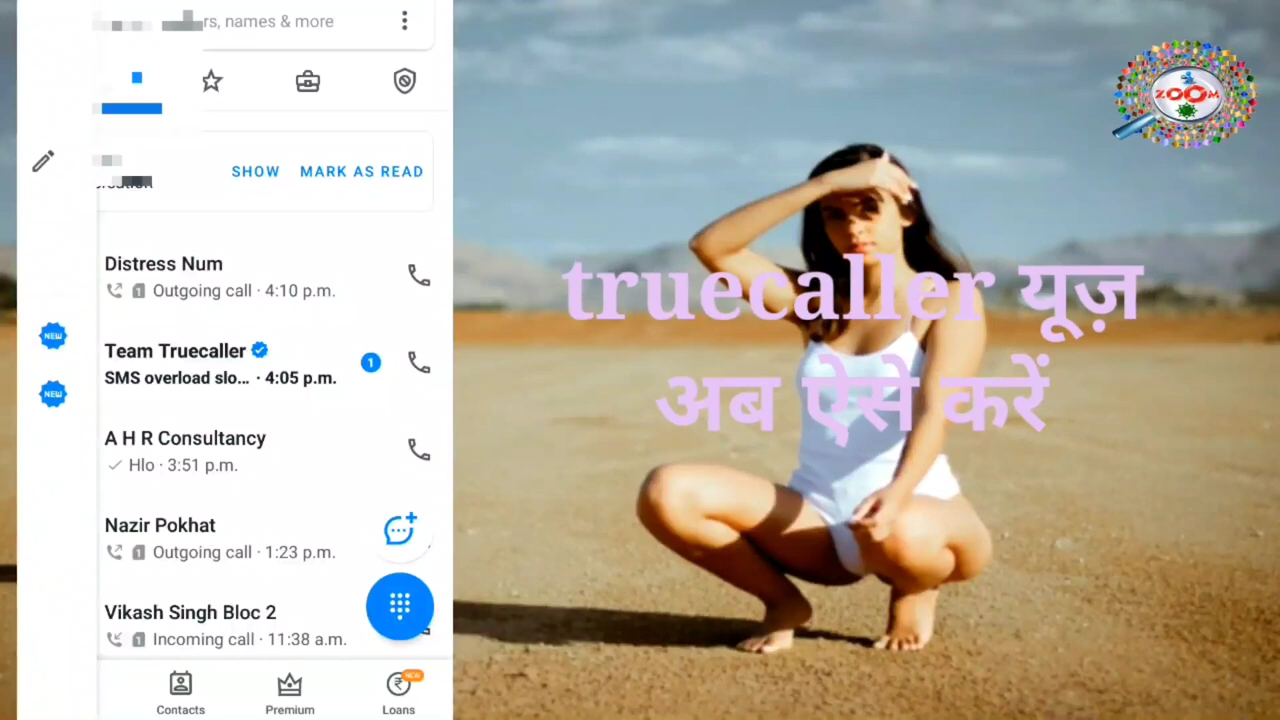 rs, names & more
SHOW MARK AS READ
Distress Num
Outgoing call · 4:10 p.m.
NEW
Team Truecaller
1
SMS overload slo... · 4:05 p.m.
NEW
A H R Consultancy
Hlo · 3:51 p.m.
Nazir Pokhat
1 Outgoing call · 1:23 p.m.
Vikash Singh Bloc 2
1 Incoming call · 11:38 a.m.
Contacts Premium Loans
NEW
truecaller यूज़
अब ऐसे करें
ZOOM